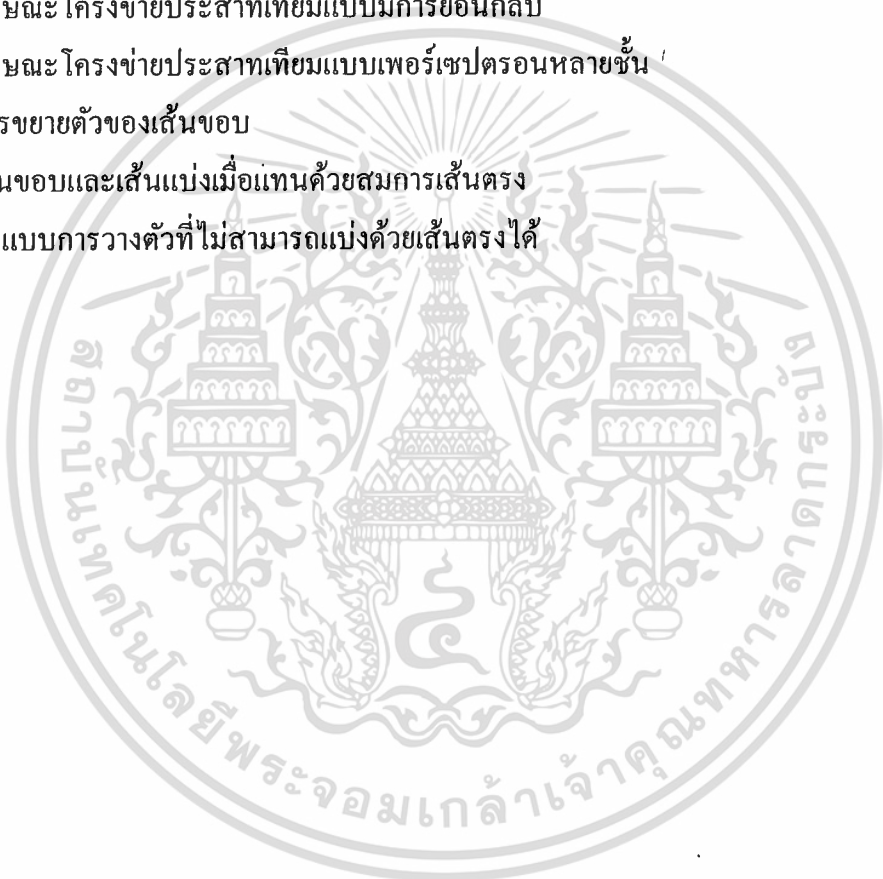 ษณะโครงข่ายประสาทเทียมแบบมีการย้อนกลับ
ษณะโครงข่ายประสาทเทียมแบบเพอร์เซปตรอนหลายชั้น
รขยายตัวของเส้นขอบ
นขอบและเส้นแบ่งเมื่อแทนด้วยสมการเส้นตรง
แบบการวางตัวที่ไม่สามารถแบ่งด้วยเส้นตรงได้
สถาบันเทคโนโลยีพระจอมเกล้าเจ้าคุณทหารลาดกระบัง